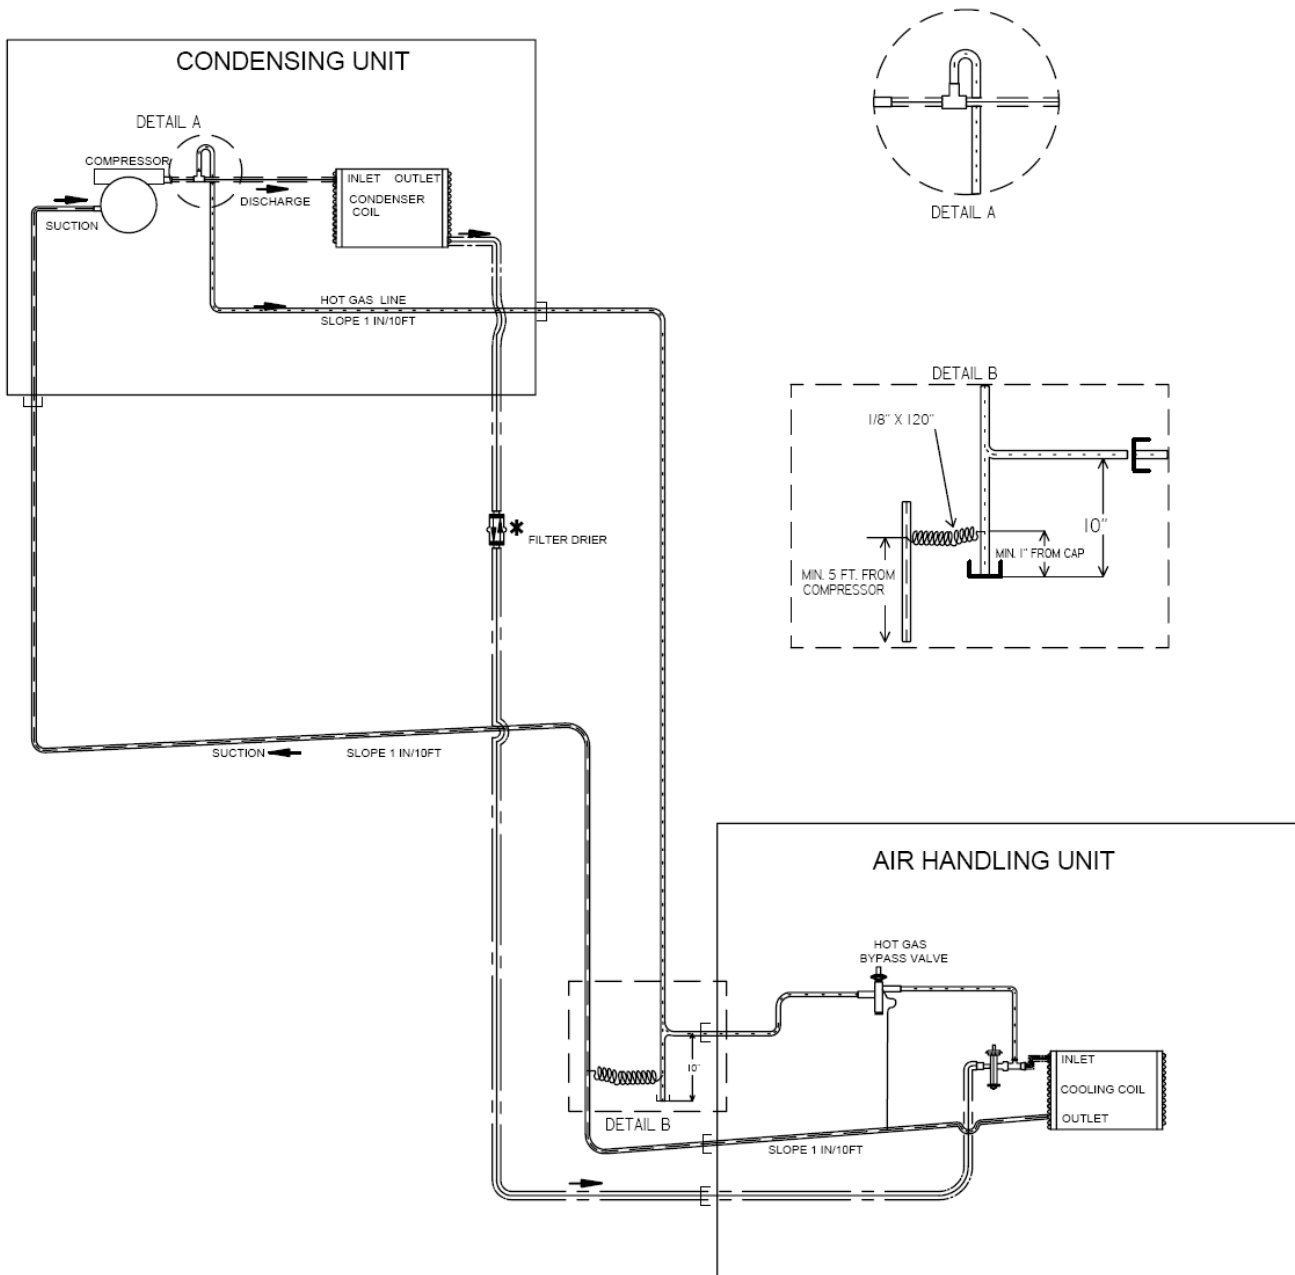 CONDENSING UNIT
DETAIL A
COMPRESSOR
INLET OUTLET
CONDENSER
COIL
DISCHARGE
SUCTION
HOT GAS LINE
SLOPE 1 IN/10FT
DETAIL A
DETAIL B
1/8" X 120"
10"
MIN. 1" FROM CAP
MIN. 5 FT. FROM
COMPRESSOR
* FILTER DRIER
SUCTION
SLOPE 1 IN/10FT
AIR HANDLING UNIT
HOT GAS
BYPASS VALVE
10"
DETAIL B
INLET
COOLING COIL
OUTLET
SLOPE 1 IN/10FT